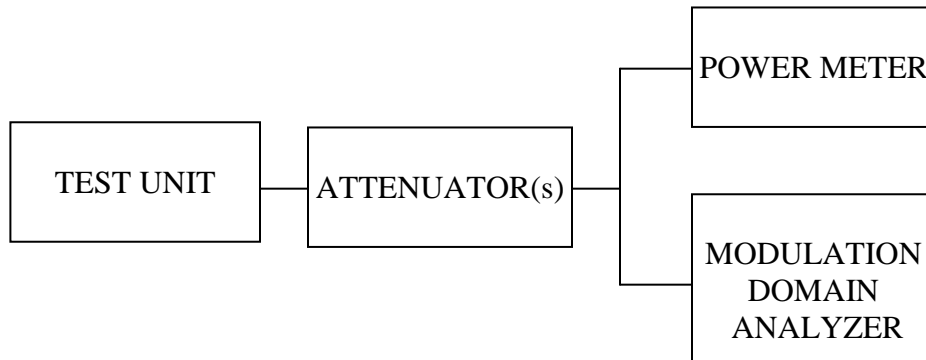 POWER METER
TEST UNIT
ATTENUATOR(s)
MODULATION
DOMAIN
ANALYZER